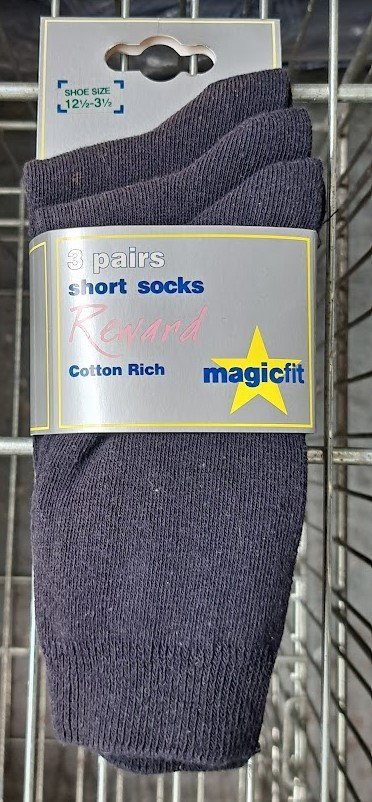 SHOE SIZE
12½-3½
3 pairs
short socks
Reward
Cotton Rich
magicfit